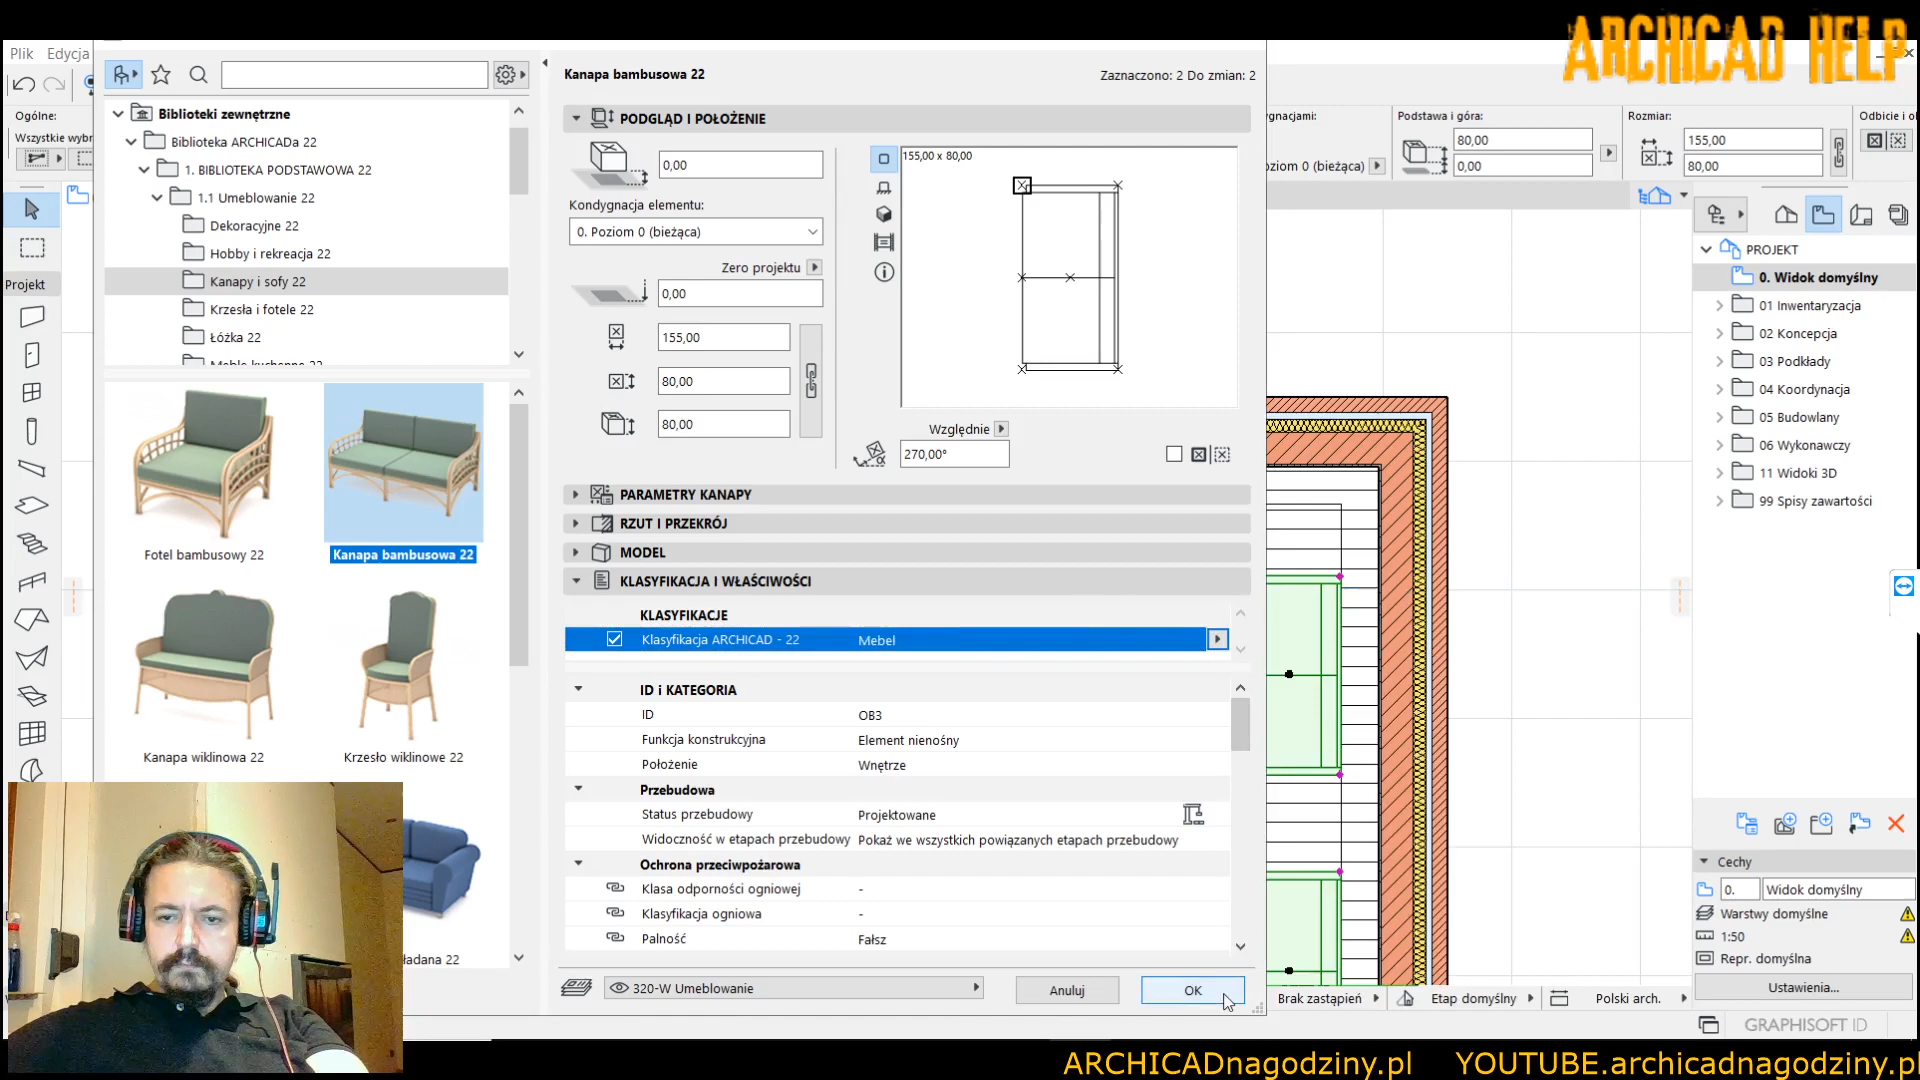 ARCHICAD HELP
Plik Edycja
Ogólne:
Wszystkie wybr
Projekt
Biblioteki zewnętrzne
Biblioteka ARCHICADa 22
1. BIBLIOTEKA PODSTAWOWA 22
1.1 Umeblowanie 22
Dekoracyjne 22
Hobby i rekreacja 22
Kanapy i sofy 22
Krzesła i fotele 22
Łóżka 22
Meble kuchenne 22
Fotel bambusowy 22
Kanapa bambusowa 22
Kanapa wiklinowa 22
Krzesło wiklinowe 22
ładana 22
Kanapa bambusowa 22
Zaznaczono: 2 Do zmian: 2
PODGLĄD I POŁOŻENIE
0,00
Kondygnacja elementu:
0. Poziom 0 (bieżąca)
Zero projektu
0,00
155,00
80,00
80,00
155,00 x 80,00
Względnie
270,00°
PARAMETRY KANAPY
RZUT I PRZEKRÓJ
MODEL
KLASYFIKACJA I WŁAŚCIWOŚCI
KLASYFIKACJE
Klasyfikacja ARCHICAD - 22 Mebel
ID i KATEGORIA
ID OB3
Funkcja konstrukcyjna Element nienośny
Położenie Wnętrze
Przebudowa
Status przebudowy Projektowane
Widoczność w etapach przebudowy Pokaż we wszystkich powiązanych etapach przebudowy
Ochrona przeciwpożarowa
Klasa odporności ogniowej -
Klasyfikacja ogniowa -
Palność Fałsz
320-W Umeblowanie
Anuluj
OK
ygnacjami:
oziom 0 (bieżąca)
Podstawa i góra:
80,00
0,00
Rozmiar:
155,00
80,00
Odbicie i ob
PROJEKT
0. Widok domyślny
01 Inwentaryzacja
02 Koncepcja
03 Podkłady
04 Koordynacja
05 Budowlany
06 Wykonawczy
11 Widoki 3D
99 Spisy zawartości
Cechy
0. Widok domyślny
Warstwy domyślne
1:50
Repr. domyślna
Ustawienia...
Brak zastąpień
Etap domyślny
Polski arch.
GRAPHISOFT ID
ARCHICADnagodziny.pl YOUTUBE.archicadnagodziny.pl